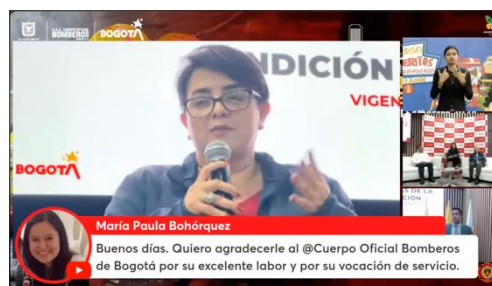 BOMBEROS
BOGOTÁ
NDICIÓN
VIGEN
BOGOTÁ
María Paula Bohórquez
Buenos días. Quiero agradecerle al @Cuerpo Oficial Bomberos
de Bogotá por su excelente labor y por su vocación de servicio.